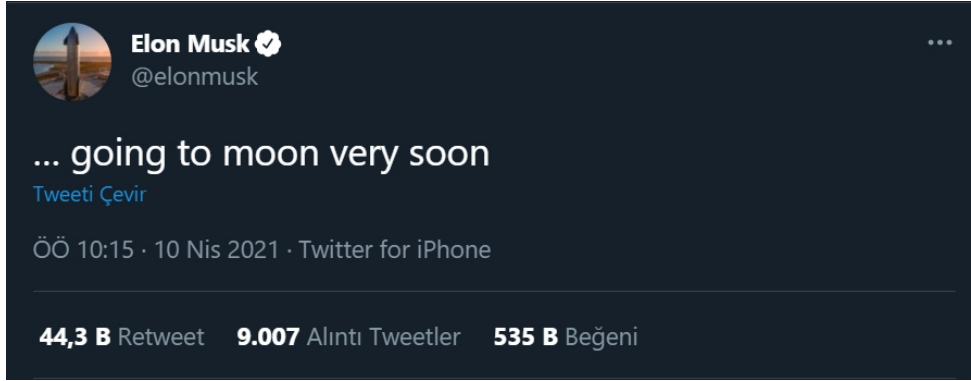 Elon Musk
@elonmusk
... going to moon very soon
Tweeti Çevir
ÖÖ 10:15 · 10 Nis 2021 · Twitter for iPhone
44,3 B Retweet 9.007 Alıntı Tweetler 535 B Beğeni